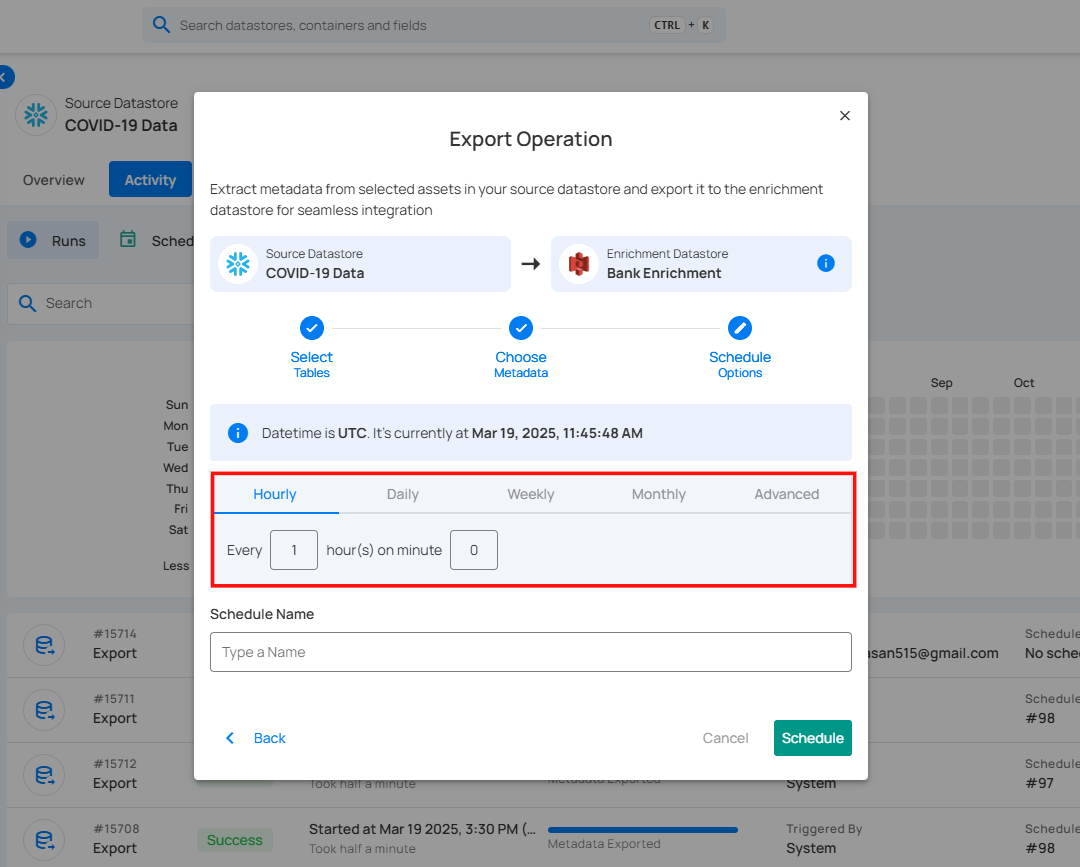 Search datastores, containers and fields CTRL + K
Source Datastore
COVID-19 Data
Overview Activity
Runs
Search
Export Operation
Extract metadata from selected assets in your source datastore and export it to the enrichment
datastore for seamless integration
Source Datastore
COVID-19 Data
Enrichment Datastore
Bank Enrichment
Select
Tables
Choose
Metadata
Schedule
Options
Datetime is UTC. It's currently at Mar 19, 2025, 11:45:48 AM
Hourly Daily Weekly Monthly Advanced
Every 1 hour(s) on minute 0
Schedule Name
Type a Name
Back Cancel Schedule
Sep Oct
Sun
Mon
Tue
Wed
Thu
Fri
Sat
Less
#15714
Export
asan515@gmail.com
Schedule
No sche
#15711
Export
Schedule
#98
#15712
Export
Took half a minute
Metadata Exported
System
Schedule
#97
#15708
Export
Success
Started at Mar 19 2025, 3:30 PM (...
Took half a minute
Metadata Exported
Triggered By
System
Schedule
#98